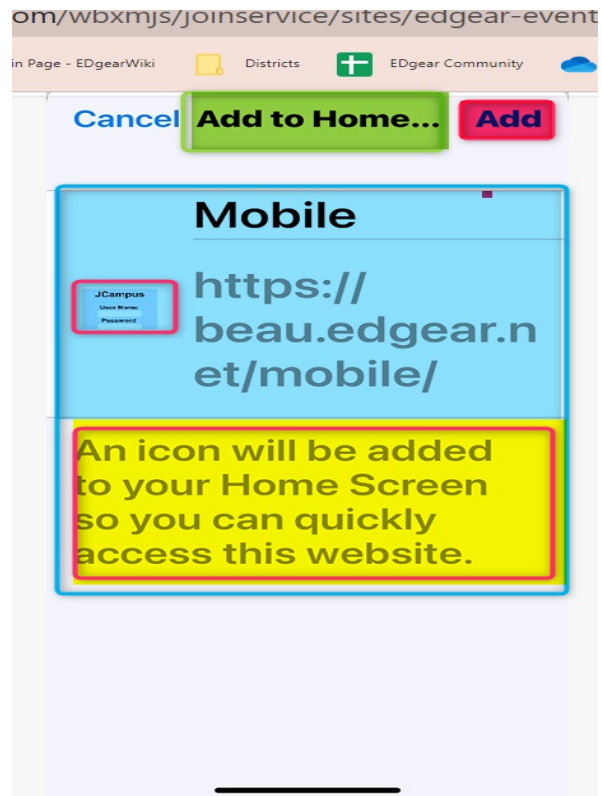 om/wbxmjs/joinservice/sites/edgear-event
in Page - EDgearWiki Districts EDgear Community
Cancel Add to Home... Add
Mobile
https://
beau.edgear.n
et/mobile/
JCampus
User Name
Password
An icon will be added
to your Home Screen
so you can quickly
access this website.